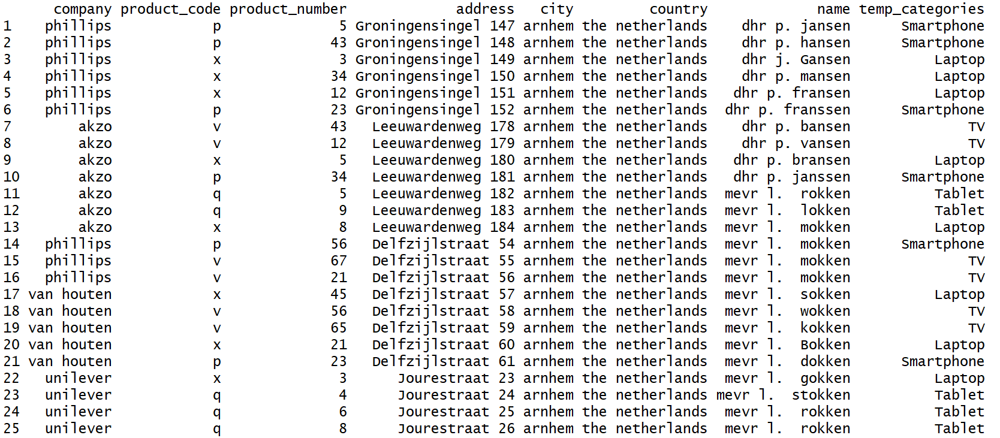 company product_code product_number address city country name temp_categories
1 phillips p 5 Groningensingel 147 arnhem the netherlands dhr p. jansen Smartphone
2 phillips p 43 Groningensingel 148 arnhem the netherlands dhr p. hansen Smartphone
3 phillips x 3 Groningensingel 149 arnhem the netherlands dhr j. Gansen Laptop
4 phillips x 34 Groningensingel 150 arnhem the netherlands dhr p. mansen Laptop
5 phillips x 12 Groningensingel 151 arnhem the netherlands dhr p. fransen Laptop
6 phillips p 23 Groningensingel 152 arnhem the netherlands dhr p. franssen Smartphone
7 akzo v 43 Leeuwardenweg 178 arnhem the netherlands dhr p. bansen TV
8 akzo v 12 Leeuwardenweg 179 arnhem the netherlands dhr p. vansen TV
9 akzo x 5 Leeuwardenweg 180 arnhem the netherlands dhr p. bransen Laptop
10 akzo p 34 Leeuwardenweg 181 arnhem the netherlands dhr p. janssen Smartphone
11 akzo q 5 Leeuwardenweg 182 arnhem the netherlands mevr l. rokken Tablet
12 akzo q 9 Leeuwardenweg 183 arnhem the netherlands mevr l. lokken Tablet
13 akzo x 8 Leeuwardenweg 184 arnhem the netherlands mevr l. mokken Laptop
14 phillips p 56 Delfzijlstraat 54 arnhem the netherlands mevr l. mokken Smartphone
15 phillips v 67 Delfzijlstraat 55 arnhem the netherlands mevr l. mokken TV
16 phillips v 21 Delfzijlstraat 56 arnhem the netherlands mevr l. mokken TV
17 van houten x 45 Delfzijlstraat 57 arnhem the netherlands mevr l. sokken Laptop
18 van houten v 56 Delfzijlstraat 58 arnhem the netherlands mevr l. wokken TV
19 van houten v 65 Delfzijlstraat 59 arnhem the netherlands mevr l. kokken TV
20 van houten x 21 Delfzijlstraat 60 arnhem the netherlands mevr l. Bokken Laptop
21 van houten p 23 Delfzijlstraat 61 arnhem the netherlands mevr l. dokken Smartphone
22 unilever x 3 Jourestraat 23 arnhem the netherlands mevr l. gokken Laptop
23 unilever q 4 Jourestraat 24 arnhem the netherlands mevr l. stokken Tablet
24 unilever q 6 Jourestraat 25 arnhem the netherlands mevr l. rokken Tablet
25 unilever q 8 Jourestraat 26 arnhem the netherlands mevr l. rokken Tablet